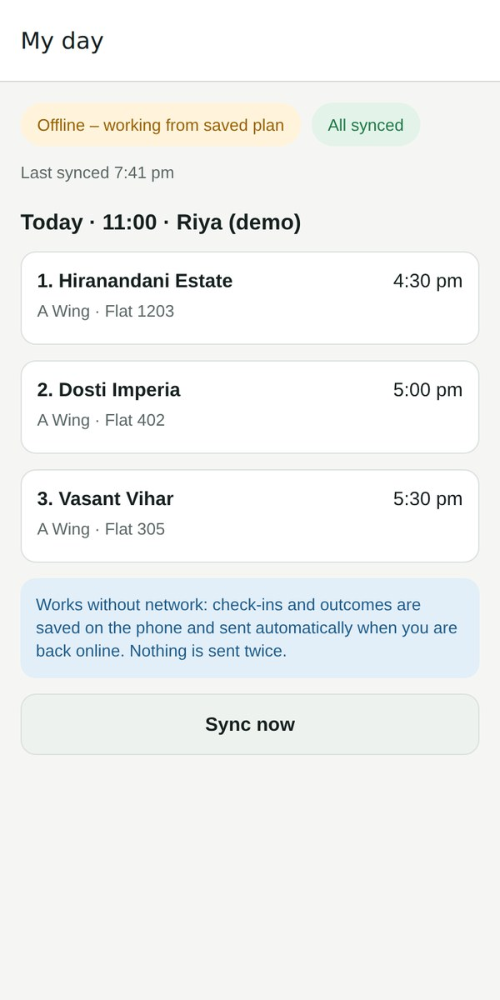 My day
Offline – working from saved plan
All synced
Last synced 7:41 pm
Today · 11:00 · Riya (demo)
1. Hiranandani Estate 4:30 pm
A Wing · Flat 1203
2. Dosti Imperia 5:00 pm
A Wing · Flat 402
3. Vasant Vihar 5:30 pm
A Wing · Flat 305
Works without network: check-ins and outcomes are
saved on the phone and sent automatically when you are
back online. Nothing is sent twice.
Sync now